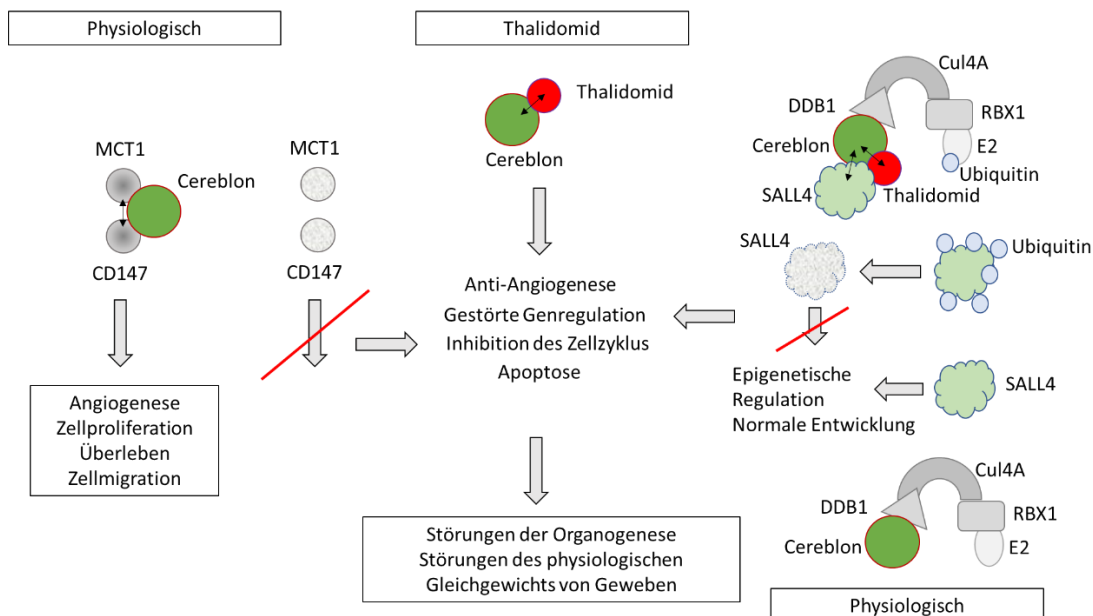 Physiologisch
Thalidomid
MCT1
Cereblon
CD147
Angiogenese
Zellproliferation
Überleben
Zellmigration
MCT1
CD147
Thalidomid
Cereblon
Anti-Angiogenese
Gestörte Genregulation
Inhibition des Zellzyklus
Apoptose
Störungen der Organogenese
Störungen des physiologischen
Gleichgewichts von Geweben
Cul4A
DDB1
RBX1
Cereblon
E2
Ubiquitin
SALL4
Thalidomid
SALL4
Ubiquitin
Epigenetische
Regulation
Normale Entwicklung
SALL4
Cul4A
DDB1
RBX1
Cereblon
E2
Physiologisch